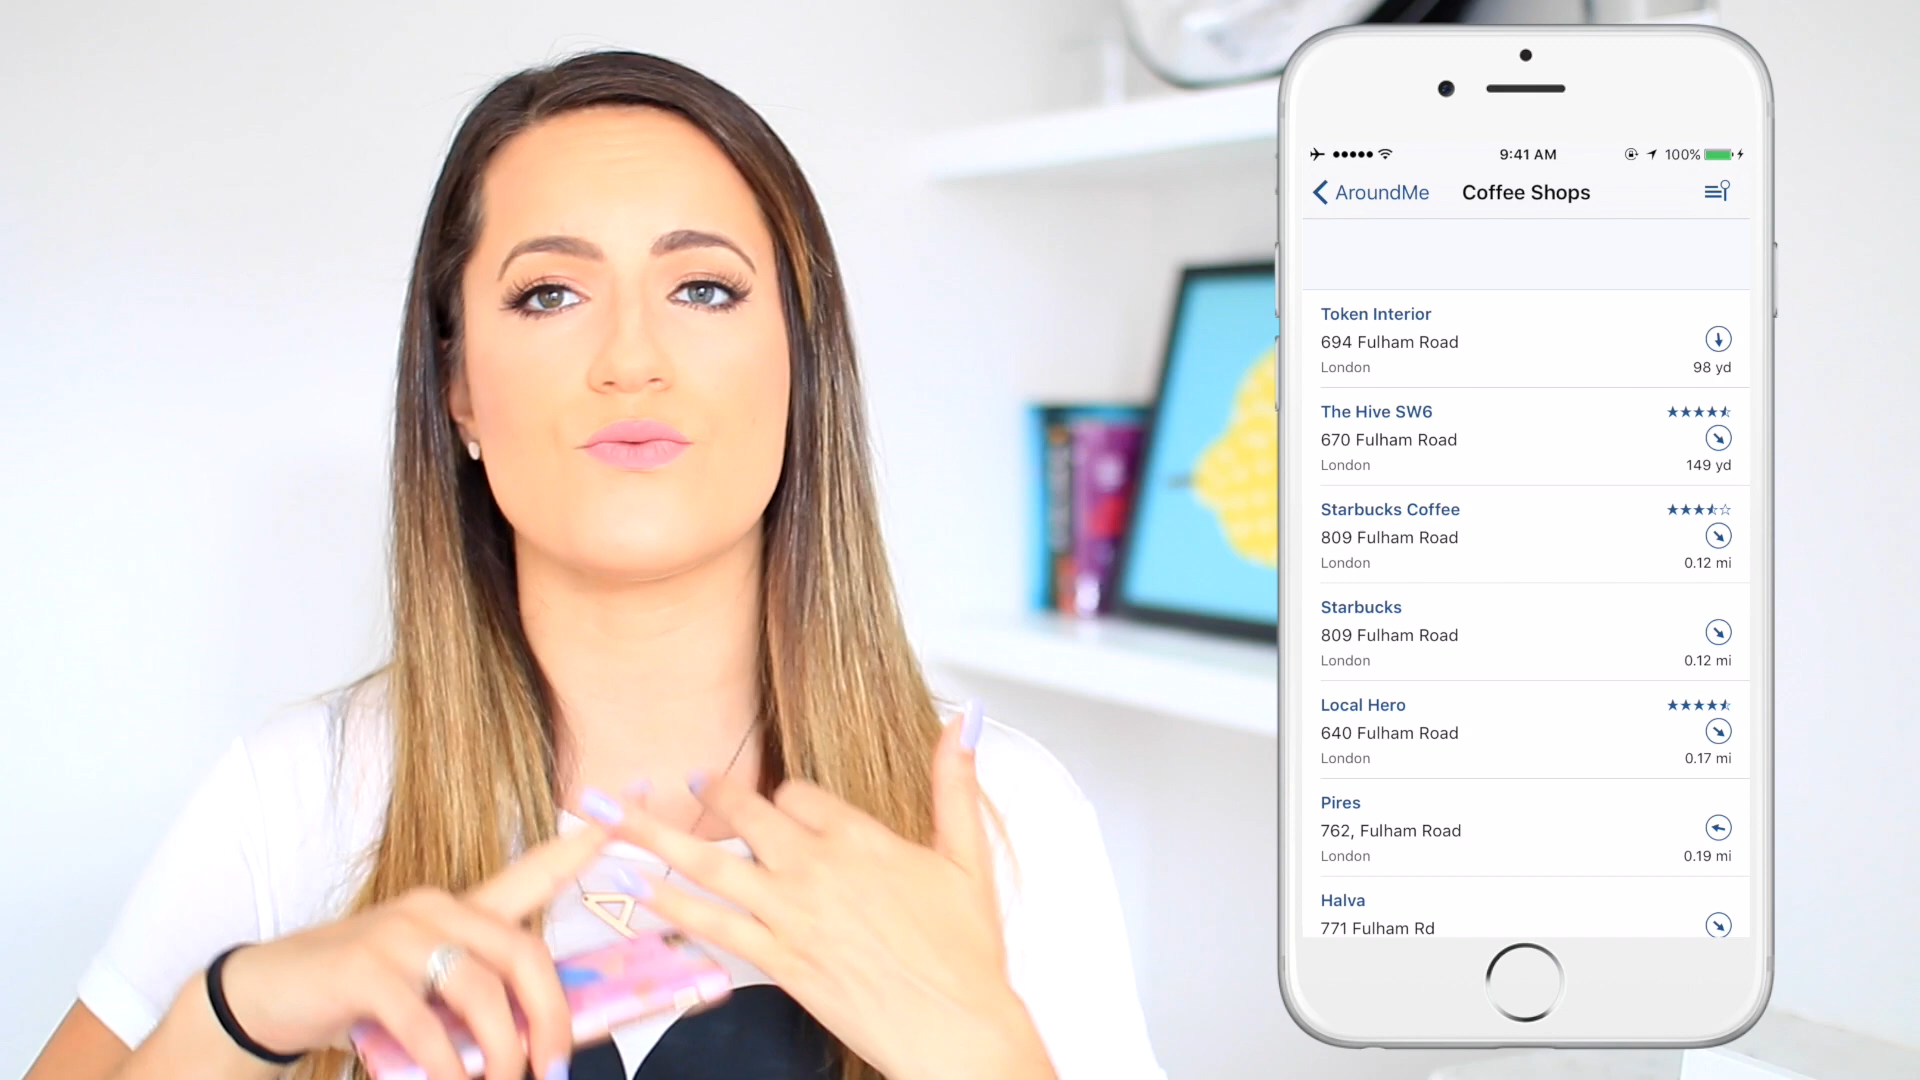 9:41 AM
100%
AroundMe
Coffee Shops
Token Interior
694 Fulham Road
London
98 yd
The Hive SW6
670 Fulham Road
London
149 yd
Starbucks Coffee
809 Fulham Road
London
0.12 mi
Starbucks
809 Fulham Road
London
0.12 mi
Local Hero
640 Fulham Road
London
0.17 mi
Pires
762, Fulham Road
London
0.19 mi
Halva
771 Fulham Rd
A